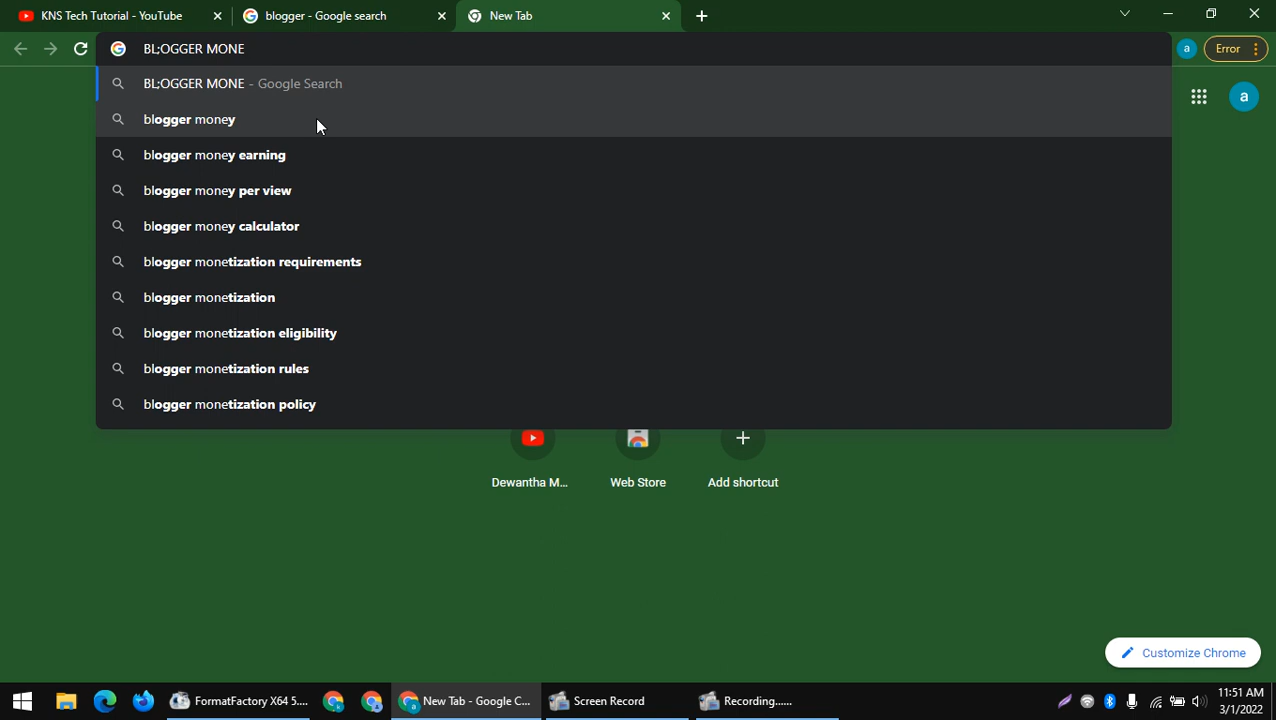 KNS Tech Tutorial - YouTube
blogger - Google search
New Tab
BL;OGGER MONE
a
Error
BL;OGGER MONE - Google Search
a
blogger money
blogger money earning
blogger money per view
blogger money calculator
blogger monetization requirements
blogger monetization
blogger monetization eligibility
blogger monetization rules
blogger monetization policy
Dewantha M...
Web Store
Add shortcut
Customize Chrome
FormatFactory X64 5....
New Tab - Google C...
Screen Record
Recording......
11:51 AM
3/1/2022